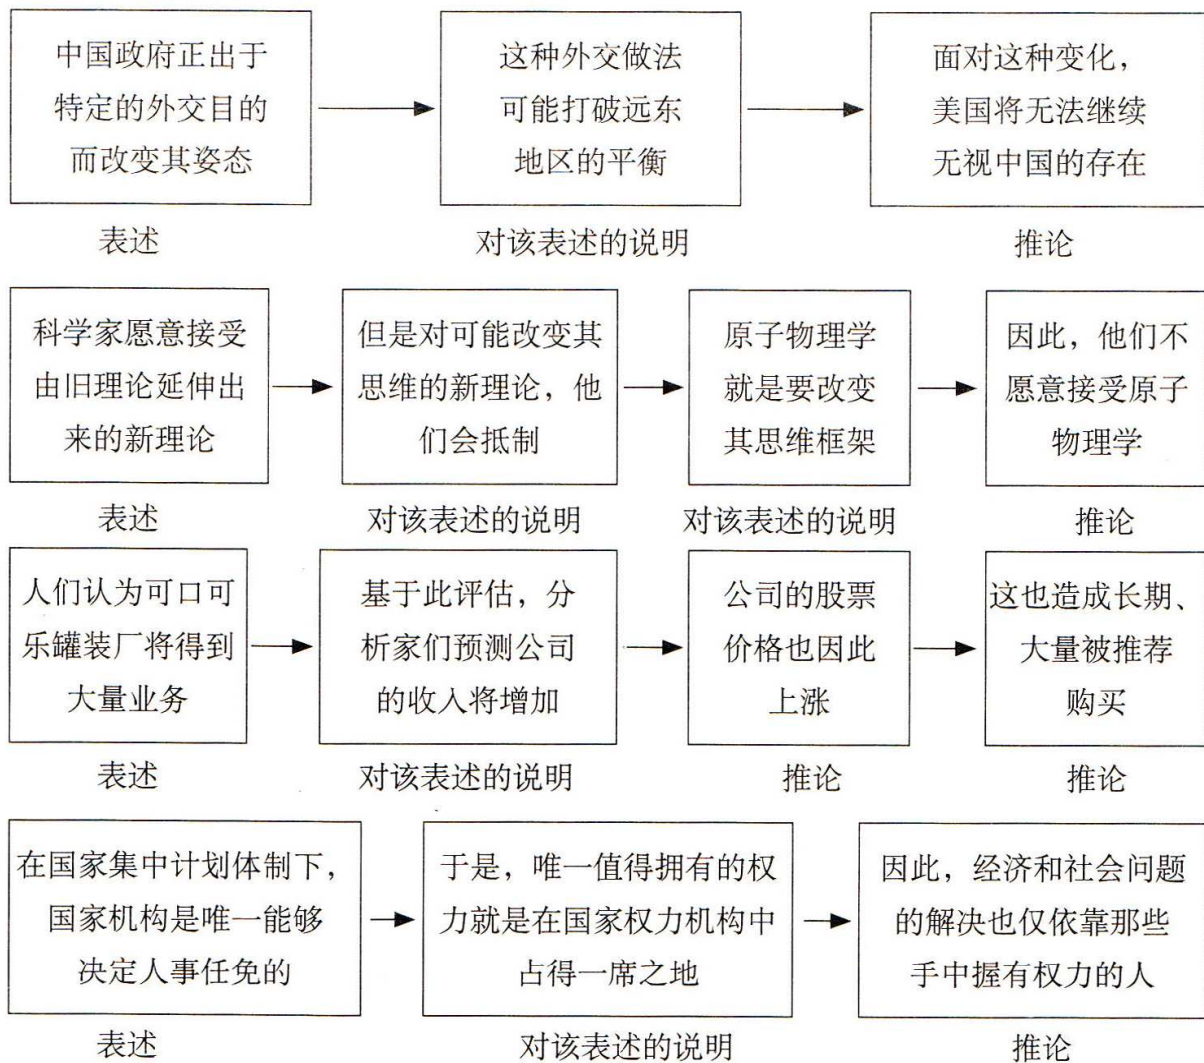 中国政府正出于
特定的外交目的
而改变其姿态
这种外交做法
可能打破远东
地区的平衡
面对这种变化，
美国将无法继续
无视中国的存在
表述
对该表述的说明
推论
科学家愿意接受
由旧理论延伸出
来的新理论
但是对可能改变其
思维的新理论，他
们会抵制
原子物理学
就是要改变
其思维框架
因此，他们不
愿意接受原子
物理学
表述
对该表述的说明
对该表述的说明
推论
人们认为可口可
乐罐装厂将得到
大量业务
基于此评估，分
析家们预测公司
的收入将增加
公司的股票
价格也因此
上涨
这也造成长期、
大量被推荐
购买
表述
对该表述的说明
推论
推论
在国家集中计划体制下，
国家机构是唯一能够
决定人事任免的
于是，唯一值得拥有的权
力就是在国家权力机构中
占得一席之地
因此，经济和社会问题
的解决也仅依靠那些
手中握有权力的人
表述
对该表述的说明
推论